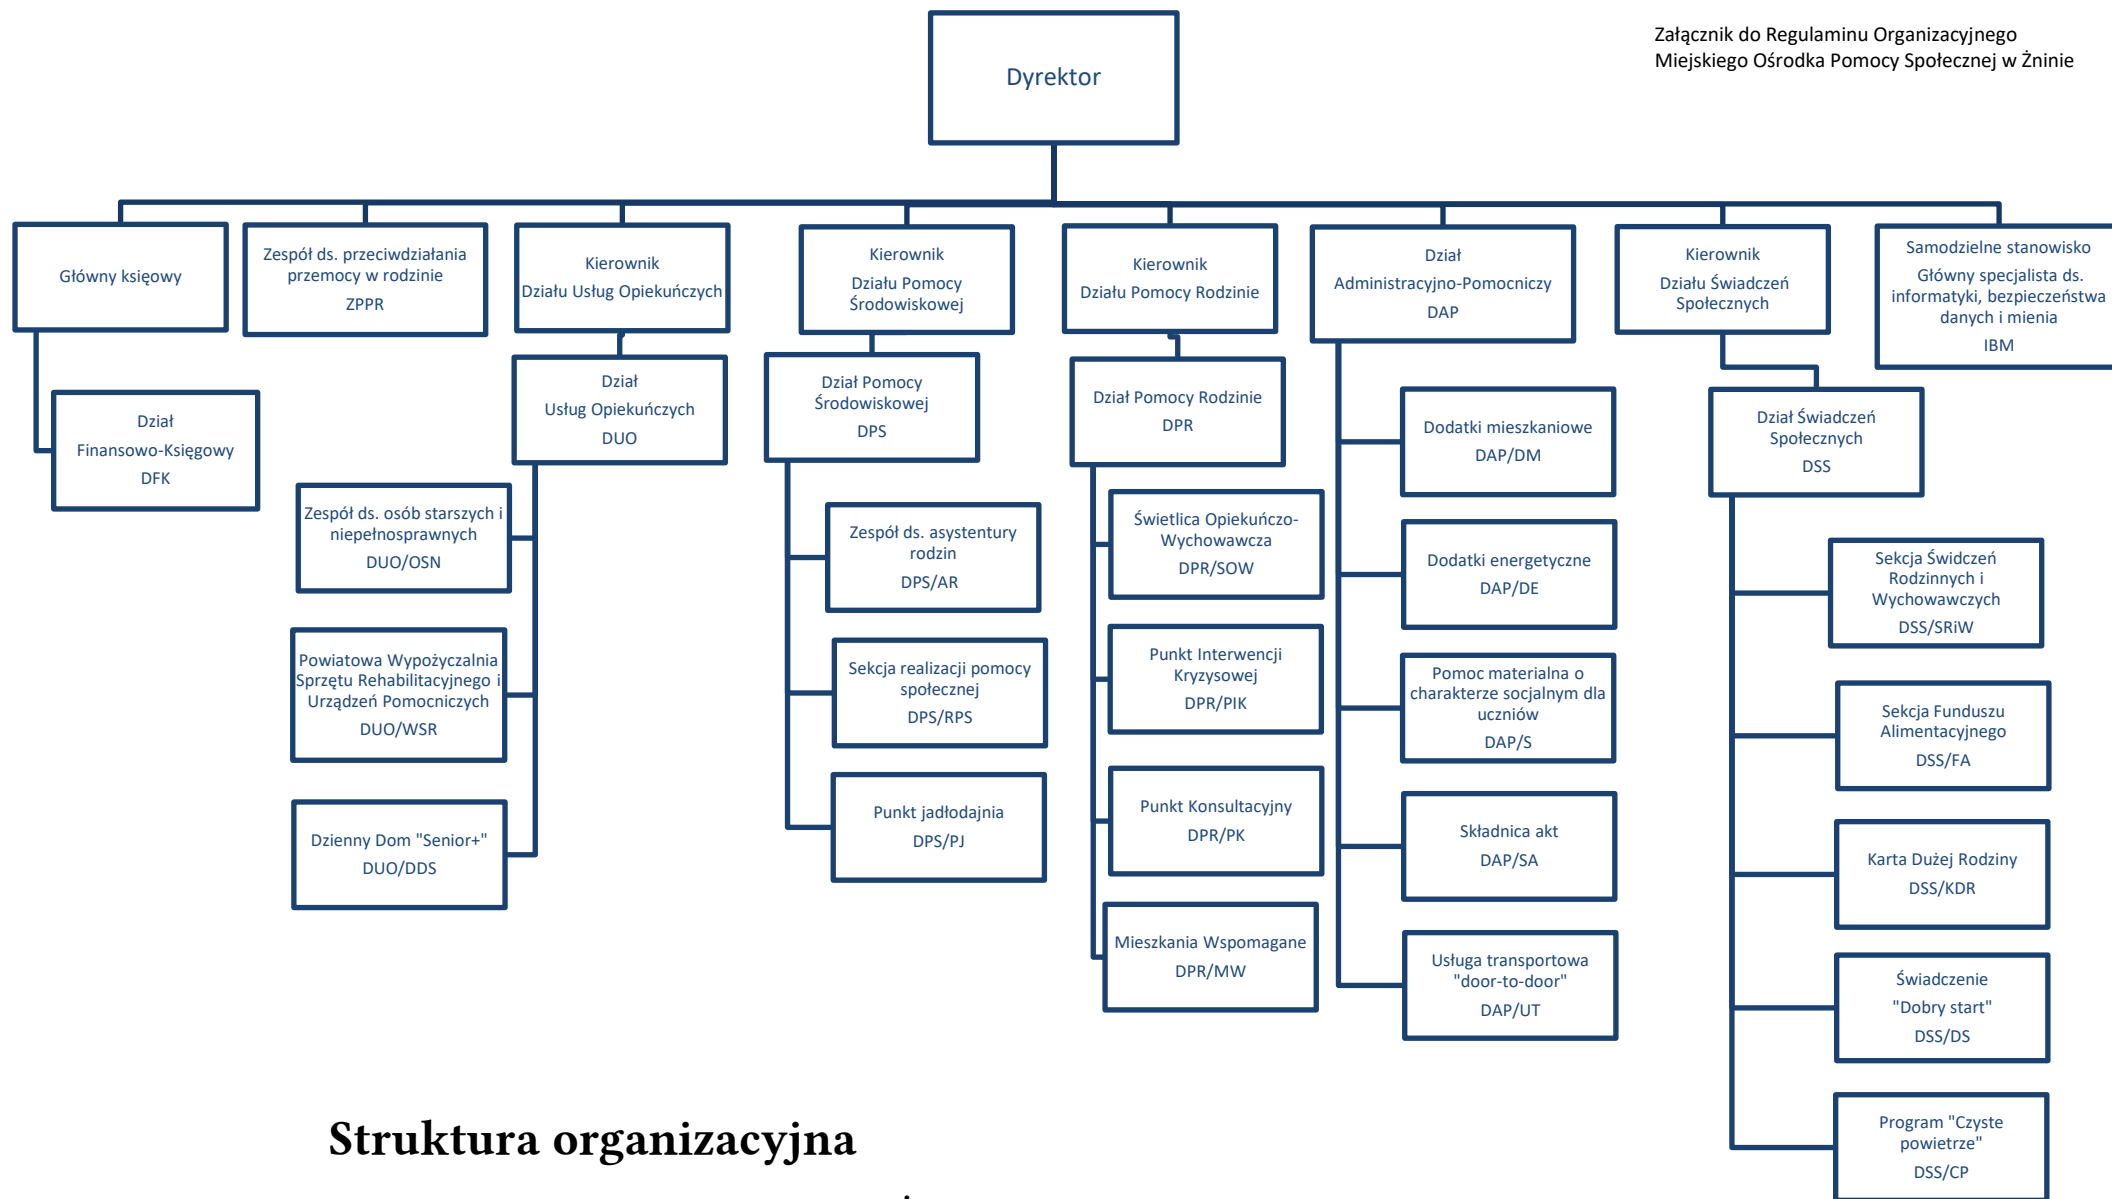 Załącznik do Regulaminu Organizacyjnego
Miejskiego Ośrodka Pomocy Społecznej w Żninie
Dyrektor
Główny księowy
Zespół ds. przeciwdziałania
przemocy w rodzinie
ZPPR
Kierownik
Działu Usług Opiekuńczych
Kierownik
Działu Pomocy
Środowiskowej
Kierownik
Działu Pomocy Rodzinie
Dział
Administracyjno-Pomocniczy
DAP
Kierownik
Działu Świadczeń
Społecznych
Samodzielne stanowisko
Główny specjalista ds.
informatyki, bezpieczeństwa
danych i mienia
IBM
Dział
Finansowo-Księgowy
DFK
Dział
Usług Opiekuńczych
DUO
Zespół ds. osób starszych i
niepełnosprawnych
DUO/OSN
Powiatowa Wypożyczalnia
Sprzętu Rehabilitacyjnego i
Urządzeń Pomocniczych
DUO/WSR
Dzienny Dom "Senior+"
DUO/DDS
Dział Pomocy
Środowiskowej
DPS
Zespół ds. asystentury
rodzin
DPS/AR
Sekcja realizacji pomocy
społecznej
DPS/RPS
Punkt jadłodajnia
DPS/PJ
Dział Pomocy Rodzinie
DPR
Świetlica Opiekuńczo-
Wychowawcza
DPR/SOW
Punkt Interwencji
Kryzysowej
DPR/PIK
Punkt Konsultacyjny
DPR/PK
Mieszkania Wspomagane
DPR/MW
Dodatki mieszkaniowe
DAP/DM
Dodatki energetyczne
DAP/DE
Pomoc materialna o
charakterze socjalnym dla
uczniów
DAP/S
Składnica akt
DAP/SA
Usługa transportowa
"door-to-door"
DAP/UT
Dział Świadczeń
Społecznych
DSS
Sekcja Świdczeń
Rodzinnych i
Wychowawczych
DSS/SRiW
Sekcja Funduszu
Alimentacyjnego
DSS/FA
Karta Dużej Rodziny
DSS/KDR
Świadczenie
"Dobry start"
DSS/DS
Program "Czyste
powietrze"
DSS/CP
Struktura organizacyjna